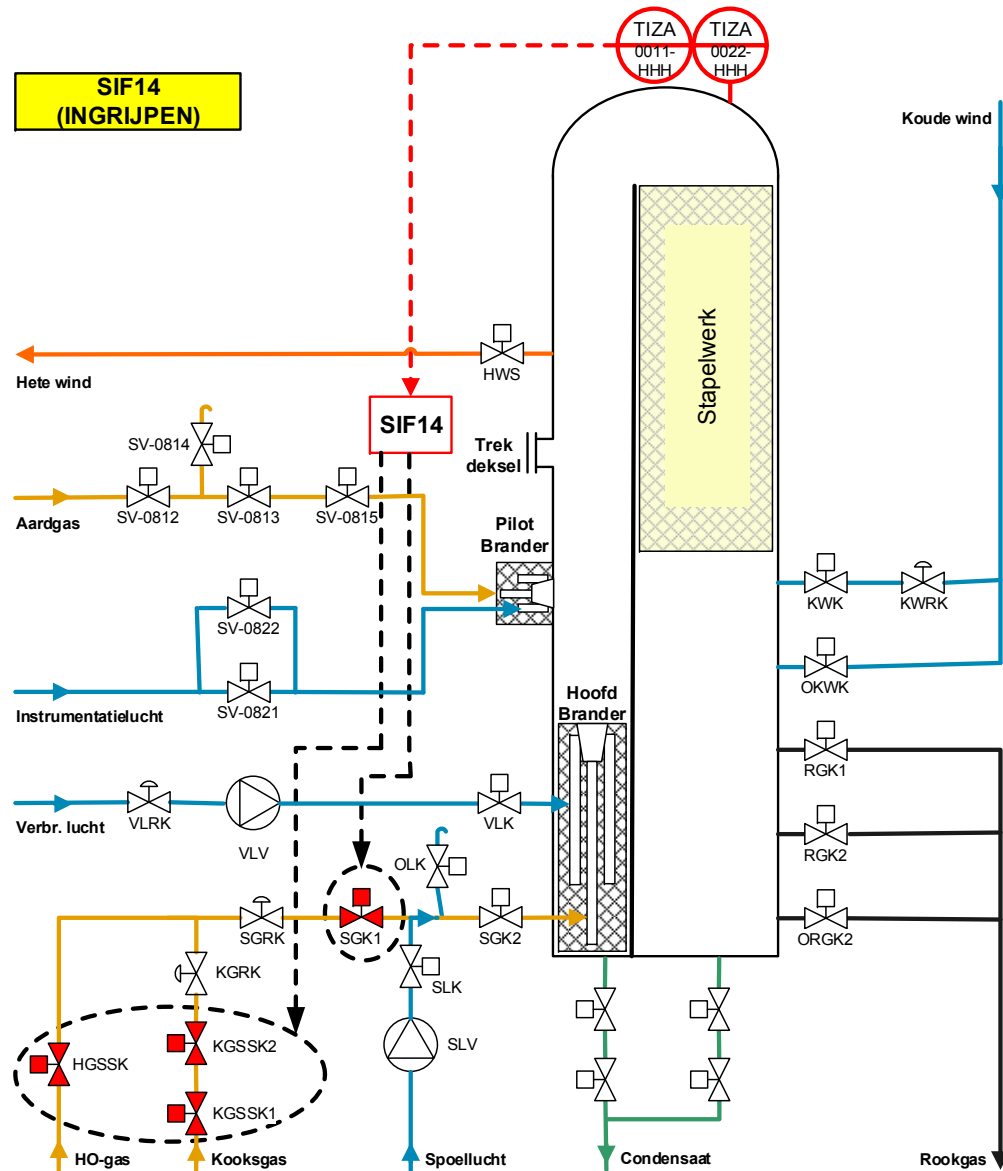 TIZA
0011-
HHH
TIZA
0022-
HHH
SIF14
(INGRIJPEN)
Koude wind
Stapelwerk
HWS
Hete wind
SIF14
SV-0814
Trek
deksel
SV-0812
SV-0813
SV-0815
Aardgas
Pilot
Brander
KWK
KWRK
SV-0822
OKWK
SV-0821
Instrumentatielucht
Hoofd
Brander
RGK1
VLRK
VLV
VLK
Verbr. lucht
OLK
RGK2
SGRK
SGK1
SGK2
ORGK2
KGRK
SLK
KGSSK2
SLV
HGSSK
KGSSK1
HO-gas
Kooksgas
Spoellucht
Condensaat
Rookgas